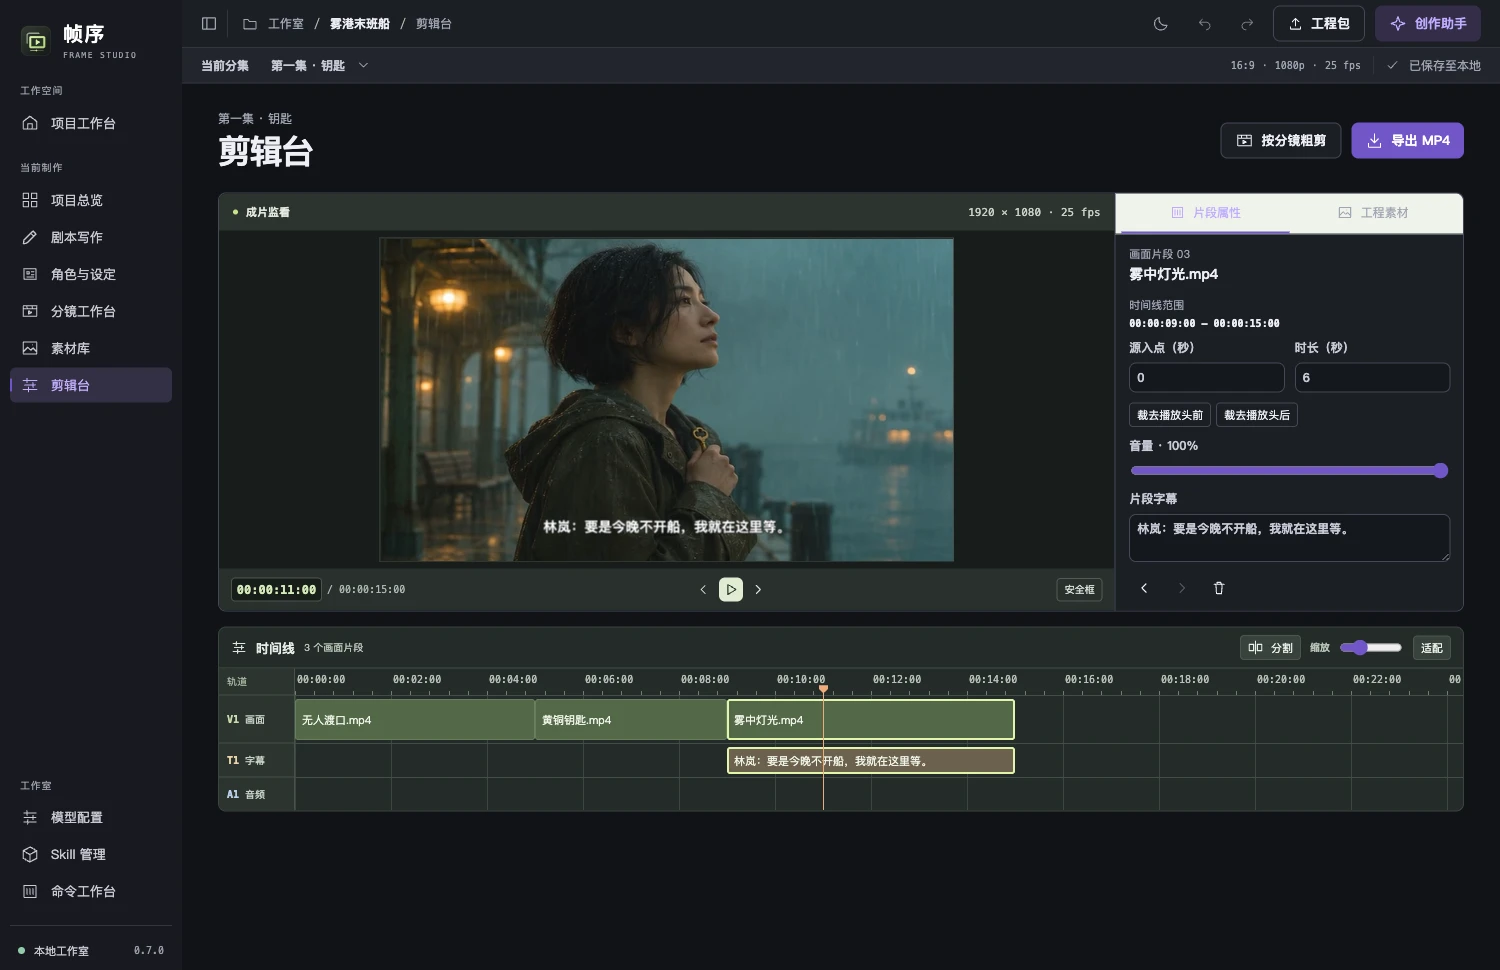 帧序
FRAME STUDIO
工作空间
项目工作台
当前制作
项目总览
剧本写作
角色与设定
分镜工作台
素材库
剪辑台
工作室
模型配置
Skill 管理
命令工作台
本地工作室 0.7.0
工作室 / 雾港末班船 / 剪辑台
工程包
创作助手
当前分集 第一集 · 钥匙
16:9 · 1080p · 25 fps
已保存至本地
第一集 · 钥匙
剪辑台
按分镜粗剪
导出 MP4
成片监看
1920 × 1080 · 25 fps
林岚：要是今晚不开船，我就在这里等。
00:00:11:00 / 00:00:15:00
安全框
片段属性
工程素材
画面片段 03
雾中灯光.mp4
时间线范围
00:00:09:00 — 00:00:15:00
源入点（秒） 时长（秒）
0 6
裁去播放头前 裁去播放头后
音量 · 100%
片段字幕
林岚：要是今晚不开船，我就在这里等。
时间线 3 个画面片段
分割 缩放 适配
轨道 00:00:00 00:02:00 00:04:00 00:06:00 00:08:00 00:10:00 00:12:00 00:14:00 00:16:00 00:18:00 00:20:00 00:22:00 00
V1 画面 无人渡口.mp4 黄铜钥匙.mp4 雾中灯光.mp4
T1 字幕 林岚：要是今晚不开船，我就在这里等。
A1 音频